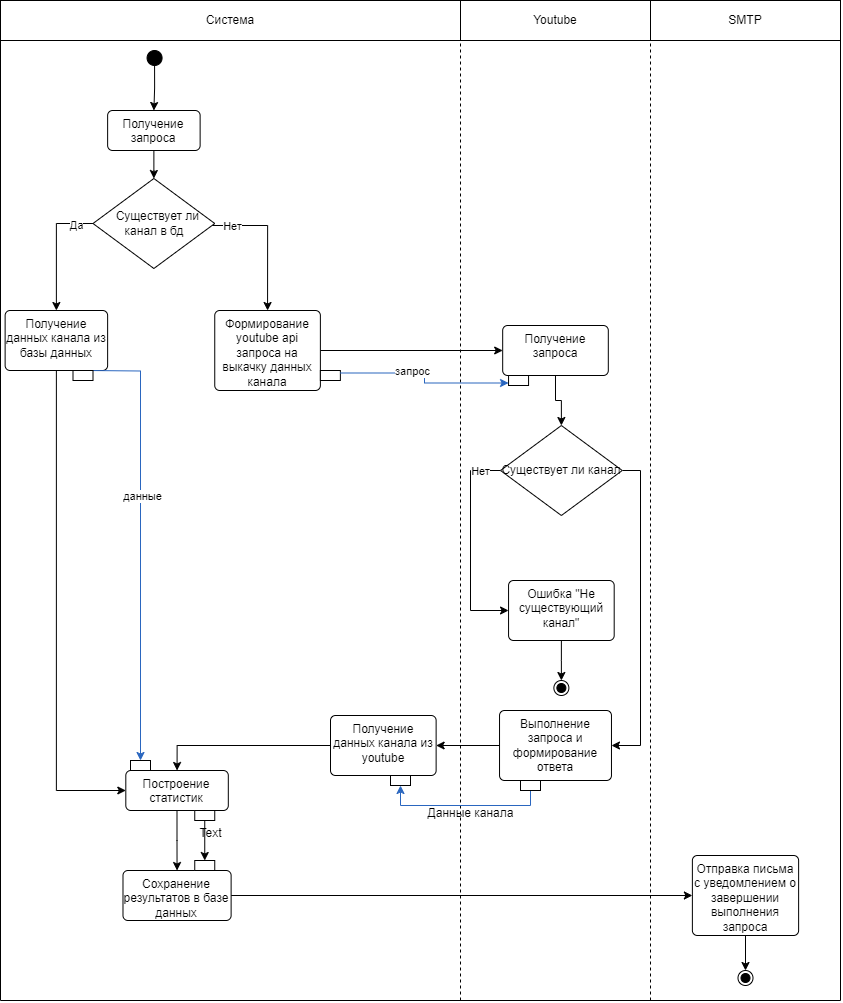 Система
Youtube
SMTP
Получение
запроса
Существует ли
канал в бд
Да
Нет
Получение
данных канала из
базы данных
Формирование
youtube api
запроса на
выкачку данных
канала
Получение
запроса
запрос
Существует ли канал
Нет
данные
Ошибка "Не
существующий
канал"
Получение
данных канала из
youtube
Выполнение
запроса и
формирование
ответа
Данные канала
Построение
статистик
Text
Сохранение
результатов в базе
данных
Отправка письма
с уведомлением о
завершении
выполнения
запроса